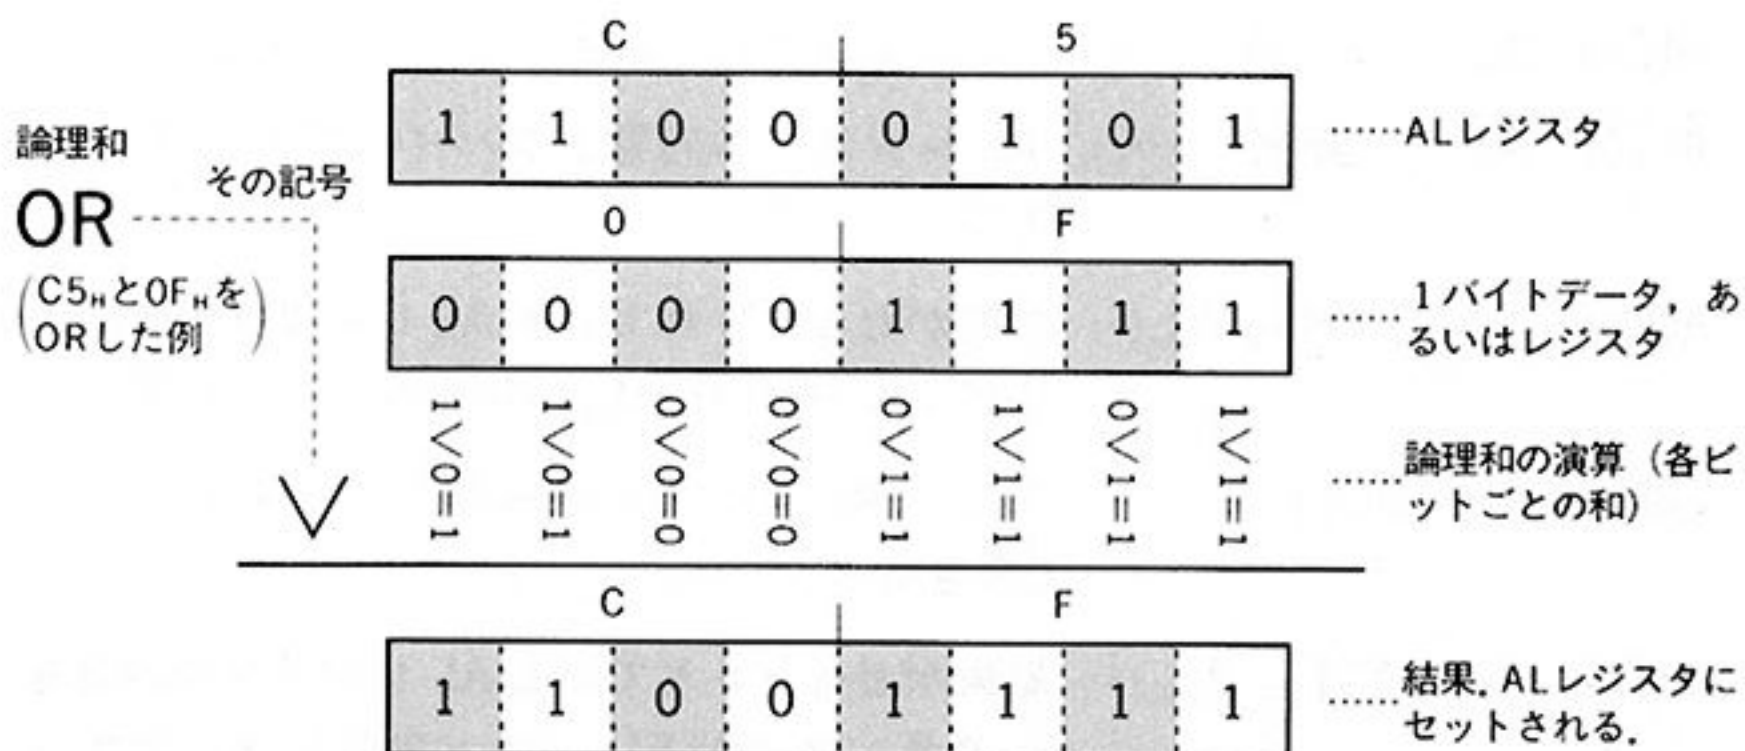 C 5
1 1 0 0 0 1 0 1 ……ALレジスタ
論理和
その記号
OR
(C5HとOFHを
ORした例)
0 F
0 0 0 0 1 1 1 1 ……1バイトデータ，あ
るいはレジスタ
1∨0=1 1∨0=1 0∨0=0 0∨0=0 0∨1=1 1∨1=1 0∨1=1 1∨1=1
……論理和の演算（各ビ
ットごとの和）
∨
C F
1 1 0 0 1 1 1 1 ……結果．ALレジスタに
セットされる．